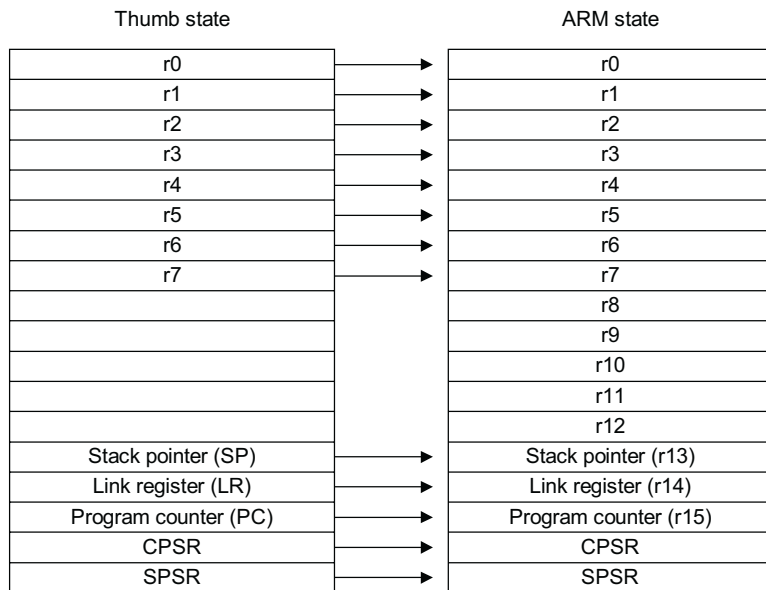 Thumb state ARM state
r0 r0
r1 r1
r2 r2
r3 r3
r4 r4
r5 r5
r6 r6
r7 r7
r8
r9
r10
r11
r12
Stack pointer (SP) Stack pointer (r13)
Link register (LR) Link register (r14)
Program counter (PC) Program counter (r15)
CPSR CPSR
SPSR SPSR